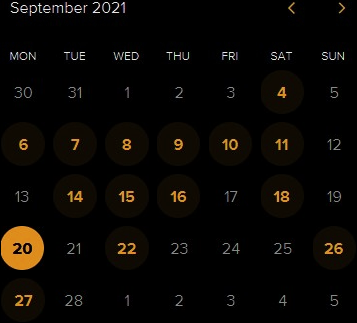 September 2021
MON TUE WED THU FRI SAT SUN
30 31 1 2 3 4 5
6 7 8 9 10 11 12
13 14 15 16 17 18 19
20 21 22 23 24 25 26
27 28 1 2 3 4 5